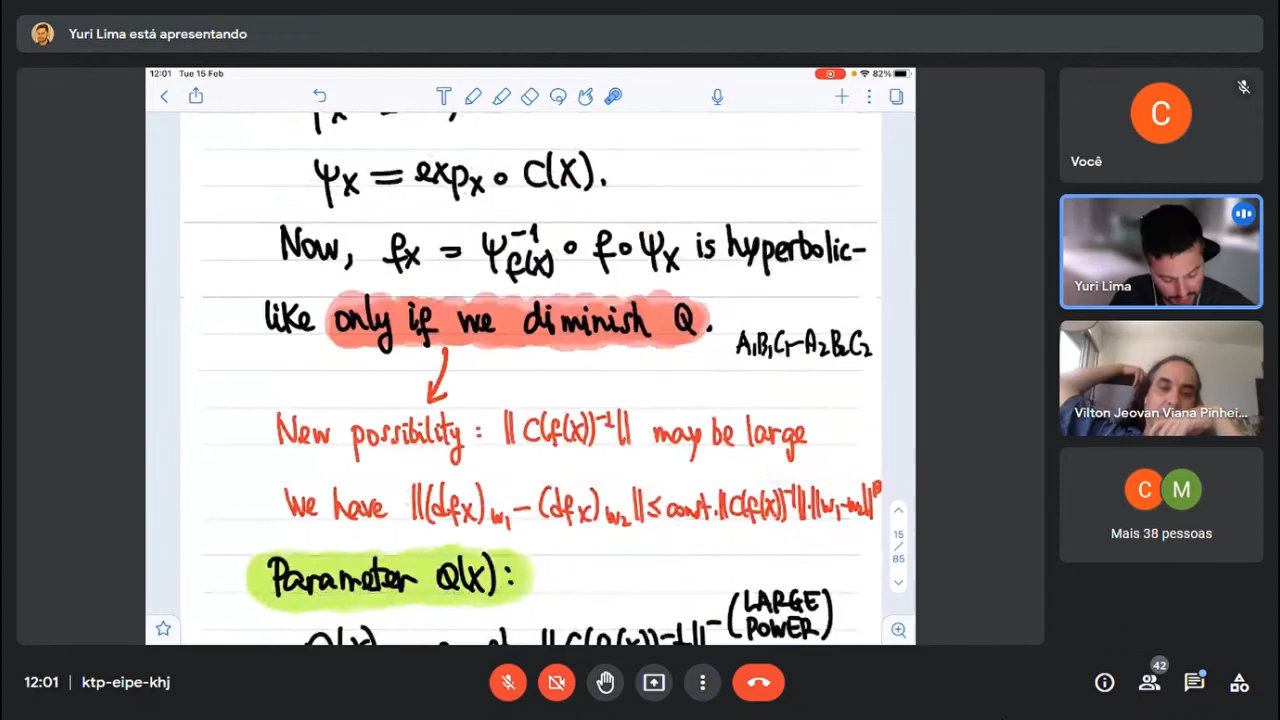 Yuri Lima está apresentando
12:01 Tue 15 Feb
82%
T
ψx = expx ∘ C(x).
Now, fx = ψ⁻¹f(x) ∘ f ∘ ψx is hyperbolic-
like only if we diminish Q.
A₁B₁C₁-A₂B₂C₂
New possibility: ||C(f(x))⁻¹|| may be large
We have ||(dfx)w₁ - (dfx)w₂|| ≤ const. ||C(f(x))⁻¹||.||w₁-w₂||ᵝ
Parameter Q(x):
(LARGE
POWER)
||C(f(x))⁻¹||⁻
15
/
85
C
Você
Yuri Lima
Vilton Jeovan Viana Pinhei...
C M
Mais 38 pessoas
12:01 | ktp-eipe-khj
42